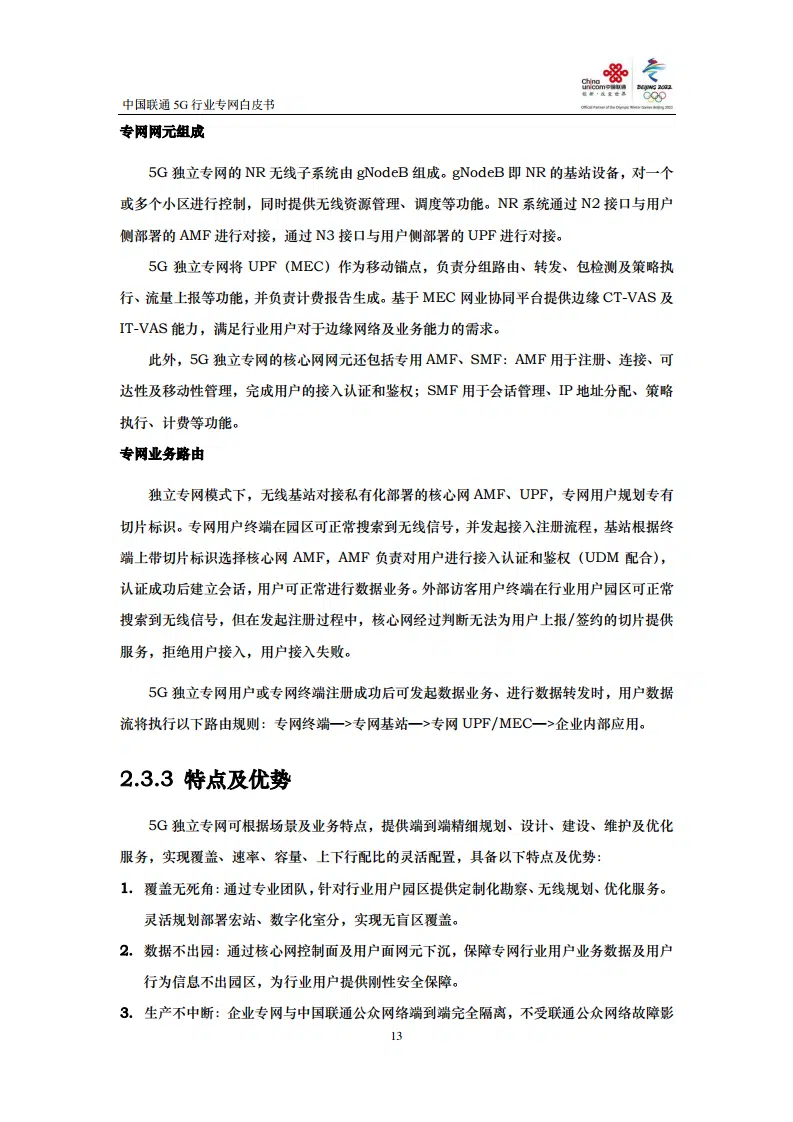 China
unicom中国联通
创新·改变世界
BEIJING 2022
Official Partner of the Olympic Winter Games Beijing 2022
中国联通 5G 行业专网白皮书
专网网元组成
5G 独立专网的 NR 无线子系统由 gNodeB 组成。gNodeB 即 NR 的基站设备，对一个
或多个小区进行控制，同时提供无线资源管理、调度等功能。NR 系统通过 N2 接口与用户
侧部署的 AMF 进行对接，通过 N3 接口与用户侧部署的 UPF 进行对接。
5G 独立专网将 UPF（MEC）作为移动锚点，负责分组路由、转发、包检测及策略执
行、流量上报等功能，并负责计费报告生成。基于 MEC 网业协同平台提供边缘 CT-VAS 及
IT-VAS 能力，满足行业用户对于边缘网络及业务能力的需求。
此外，5G 独立专网的核心网网元还包括专用 AMF、SMF：AMF 用于注册、连接、可
达性及移动性管理，完成用户的接入认证和鉴权；SMF 用于会话管理、IP 地址分配、策略
执行、计费等功能。
专网业务路由
独立专网模式下，无线基站对接私有化部署的核心网 AMF、UPF，专网用户规划专有
切片标识。专网用户终端在园区可正常搜索到无线信号，并发起接入注册流程，基站根据终
端上带切片标识选择核心网 AMF，AMF 负责对用户进行接入认证和鉴权（UDM 配合），
认证成功后建立会话，用户可正常进行数据业务。外部访客用户终端在行业用户园区可正常
搜索到无线信号，但在发起注册过程中，核心网经过判断无法为用户上报/签约的切片提供
服务，拒绝用户接入，用户接入失败。
5G 独立专网用户或专网终端注册成功后可发起数据业务、进行数据转发时，用户数据
流将执行以下路由规则：专网终端—>专网基站—>专网 UPF/MEC—>企业内部应用。
2.3.3 特点及优势
5G 独立专网可根据场景及业务特点，提供端到端精细规划、设计、建设、维护及优化
服务，实现覆盖、速率、容量、上下行配比的灵活配置，具备以下特点及优势：
1. 覆盖无死角：通过专业团队，针对行业用户园区提供定制化勘察、无线规划、优化服务。
灵活规划部署宏站、数字化室分，实现无盲区覆盖。
2. 数据不出园：通过核心网控制面及用户面网元下沉，保障专网行业用户业务数据及用户
行为信息不出园区，为行业用户提供刚性安全保障。
3. 生产不中断：企业专网与中国联通公众网络端到端完全隔离，不受联通公众网络故障影
13